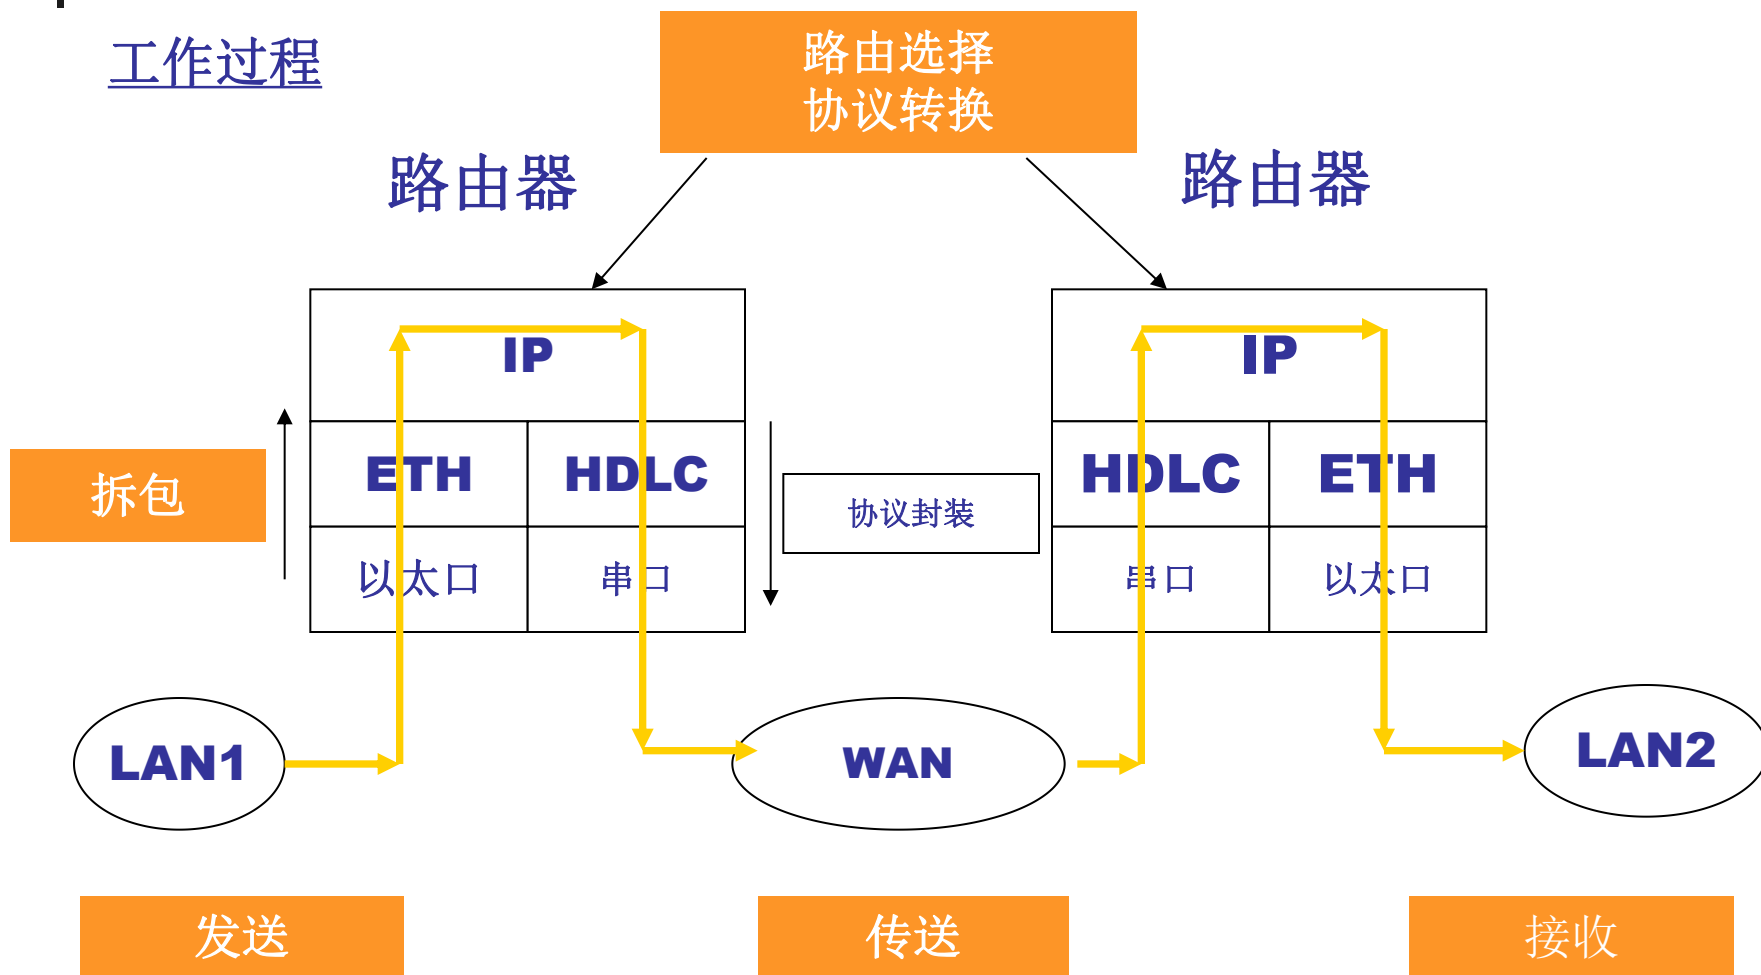 工作过程
路由选择
协议转换
路由器
路由器
IP
IP
ETH
HDLC
HDLC
ETH
拆包
协议封装
以太口
串口
串口
以太口
LAN1
WAN
LAN2
发送
传送
接收